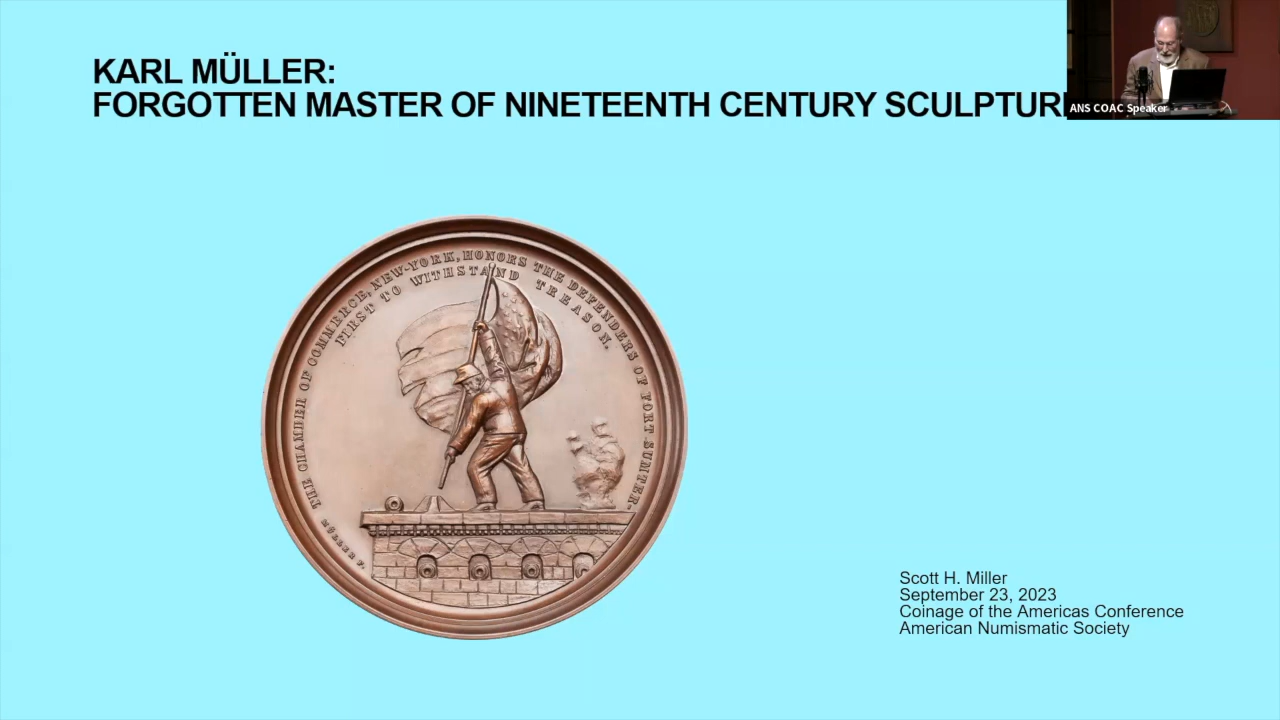 KARL MÜLLER:
FORGOTTEN MASTER OF NINETEENTH CENTURY SCULPTURE
ANS COAC Speaker
THE CHAMBER OF COMMERCE, NEW-YORK, HONORS THE DEFENDERS OF FORT SUMTER.
FIRST TO WITHSTAND TREASON.
MÜLLER F.
Scott H. Miller
September 23, 2023
Coinage of the Americas Conference
American Numismatic Society